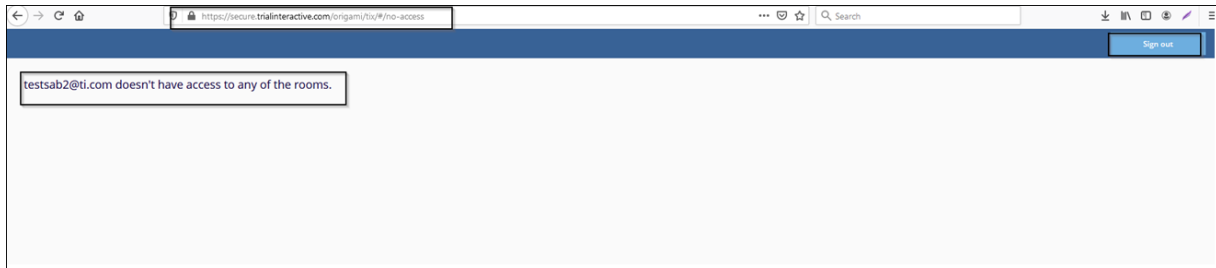 https://secure.trialinteractive.com/origami/tix/#/no-access
Search
Sign out
testsab2@ti.com doesn't have access to any of the rooms.